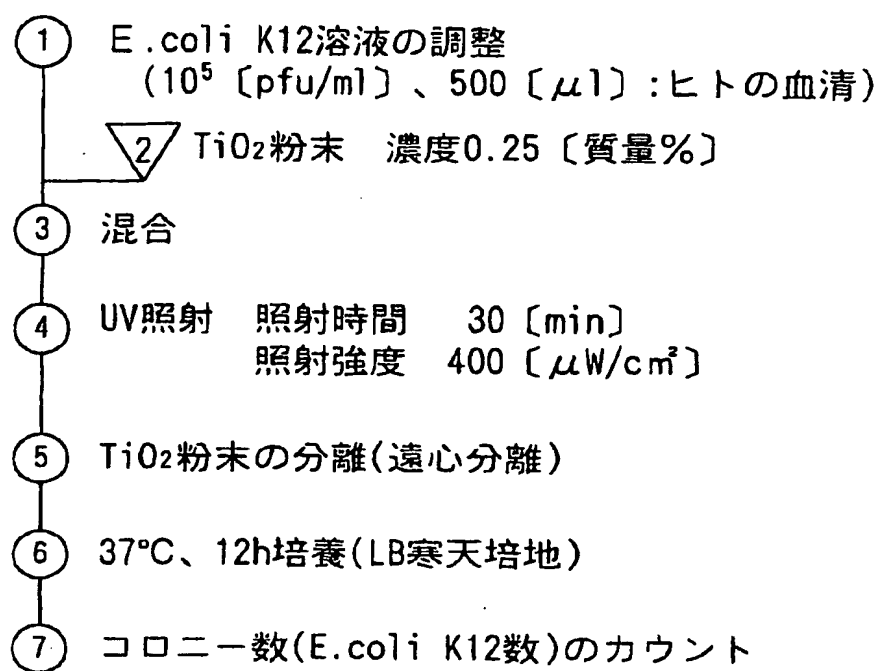 ① E.coli K12溶液の調整
(10⁵〔pfu/ml〕、500〔μl〕:ヒトの血清)
2 TiO₂粉末 濃度0.25〔質量%〕
③ 混合
④ UV照射 照射時間 30〔min〕
照射強度 400〔μW/c㎡〕
⑤ TiO₂粉末の分離(遠心分離)
⑥ 37℃、12h培養(LB寒天培地)
⑦ コロニー数(E.coli K12数)のカウント